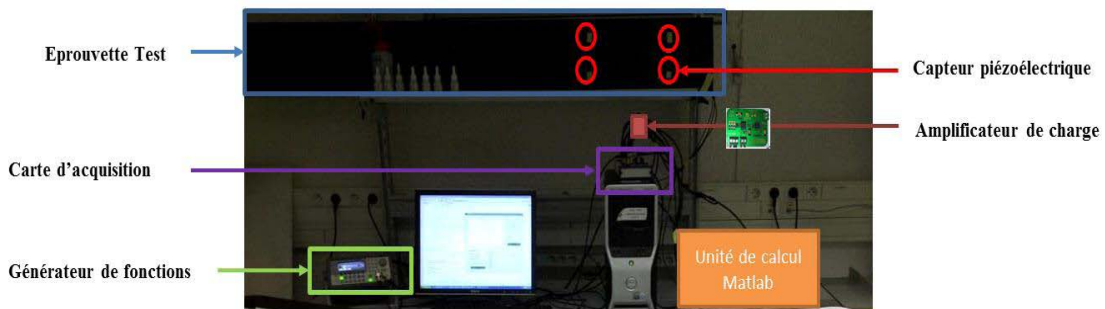 Eprouvette Test
Capteur piézoélectrique
Amplificateur de charge
Carte d'acquisition
Générateur de fonctions
Unité de calcul
Matlab